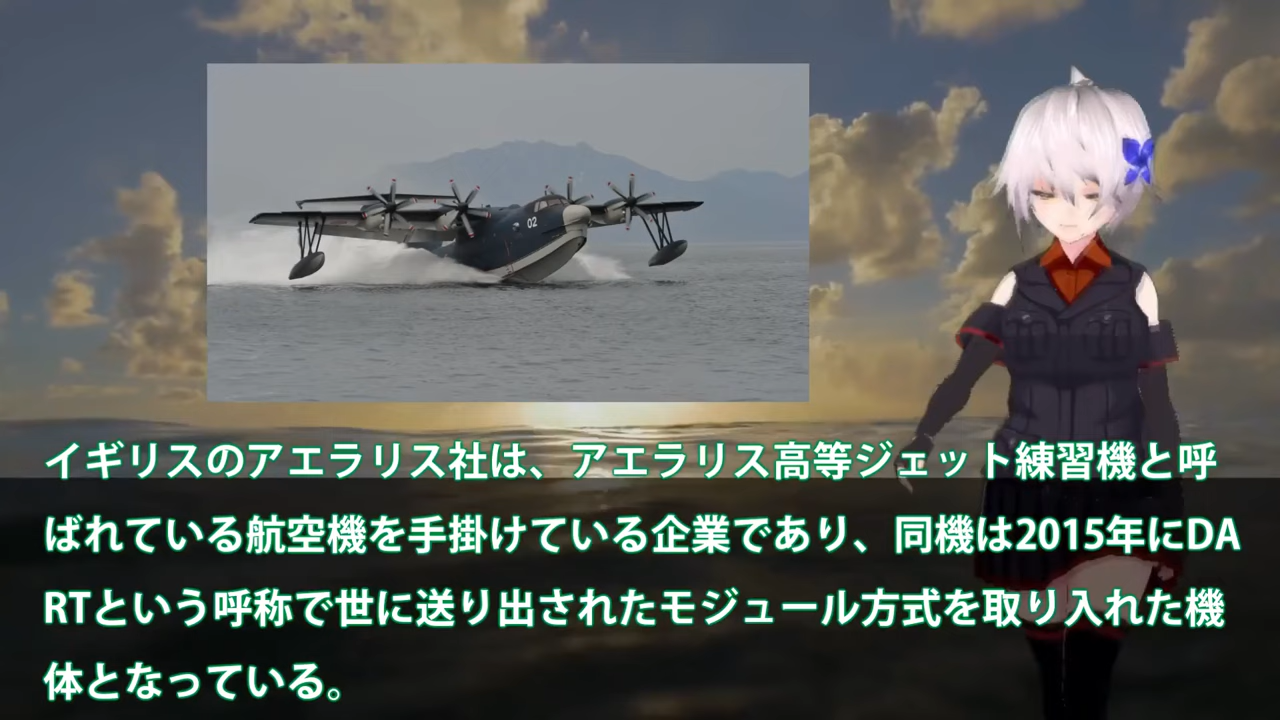 02
イギリスのアエラリス社は、アエラリス高等ジェット練習機と呼
ばれている航空機を手掛けている企業であり、同機は2015年にDA
RTという呼称で世に送り出されたモジュール方式を取り入れた機
体となっている。